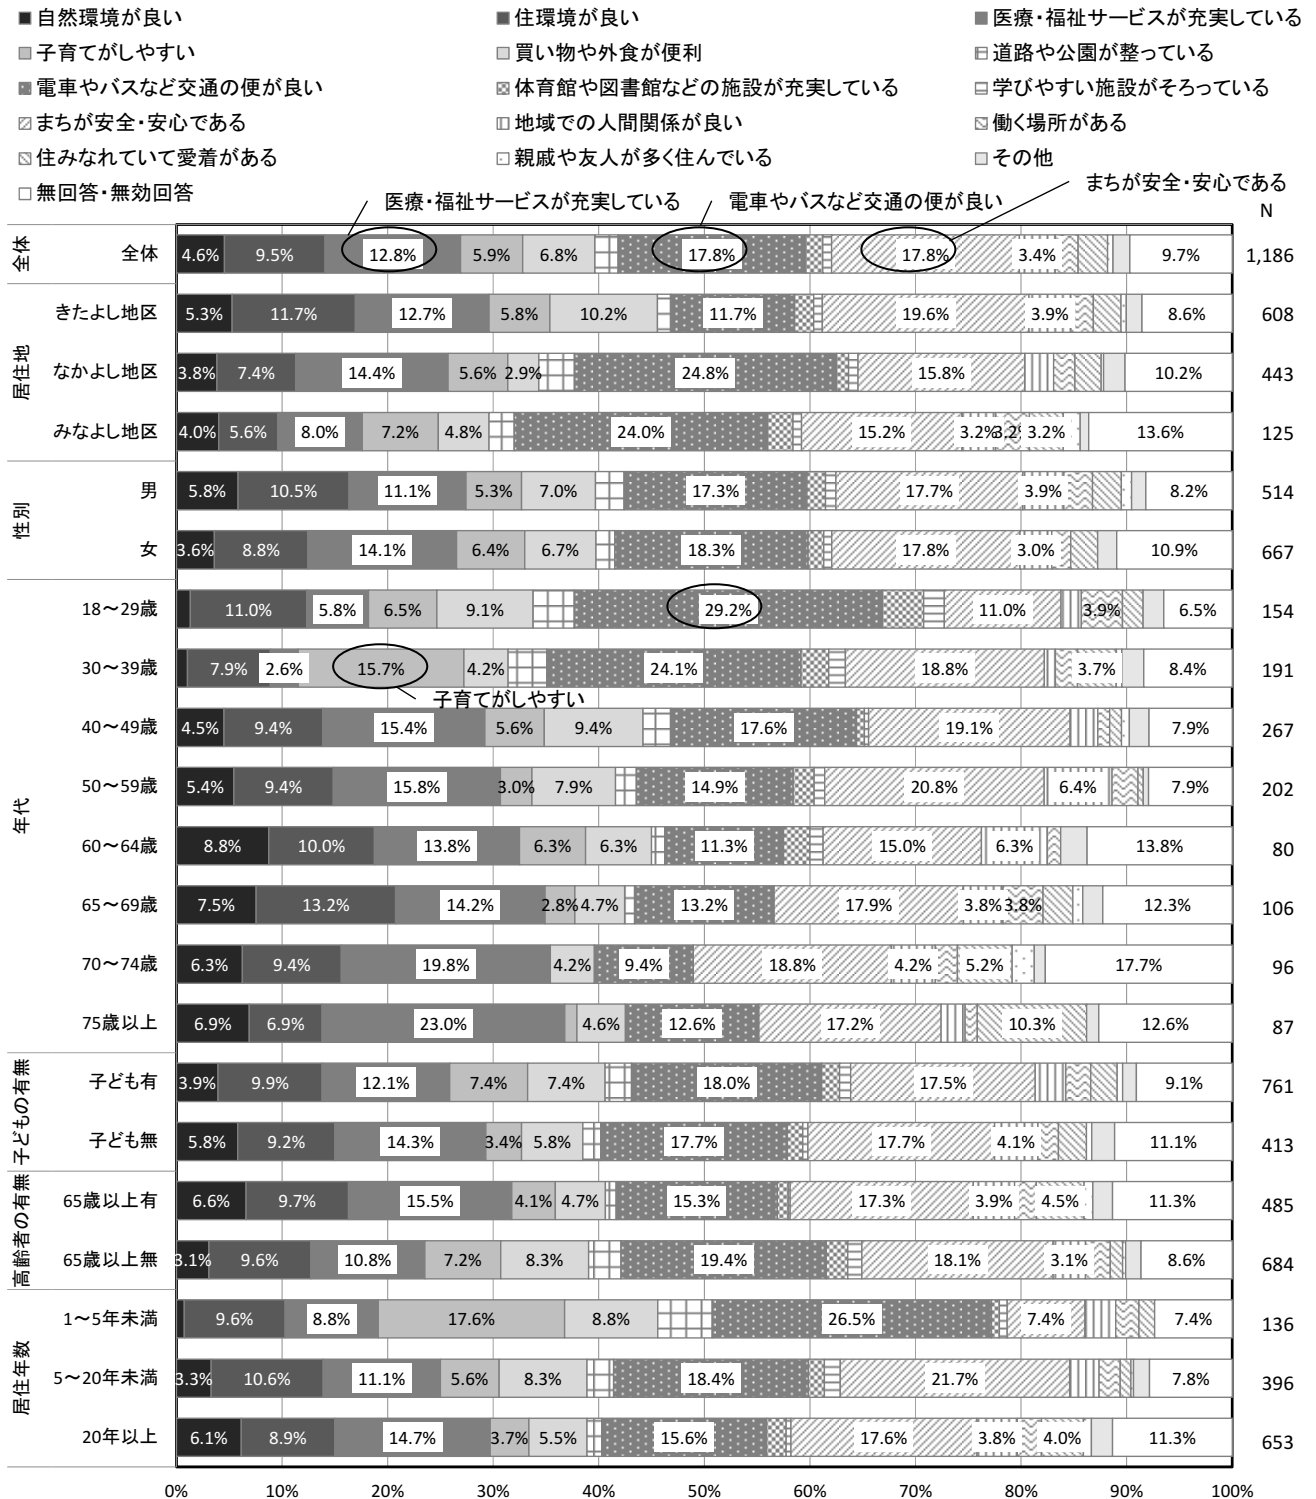 ■自然環境が良い ■住環境が良い ■医療・福祉サービスが充実している
子育てがしやすい 買い物や外食が便利 道路や公園が整っている
電車やバスなど交通の便が良い 体育館や図書館などの施設が充実している 学びやすい施設がそろっている
まちが安全・安心である 地域での人間関係が良い 働く場所がある
住みなれていて愛着がある 親戚や友人が多く住んでいる その他
無回答・無効回答
医療・福祉サービスが充実している 電車やバスなど交通の便が良い まちが安全・安心である
N
全体
全体 4.6% 9.5% 12.8% 5.9% 6.8% 17.8% 17.8% 3.4% 9.7% 1,186
居住地
きたよし地区 5.3% 11.7% 12.7% 5.8% 10.2% 11.7% 19.6% 3.9% 8.6% 608
なかよし地区 3.8% 7.4% 14.4% 5.6% 2.9% 24.8% 15.8% 10.2% 443
みなよし地区 4.0% 5.6% 8.0% 7.2% 4.8% 24.0% 15.2% 3.2% 3.2% 3.2% 13.6% 125
性別
男 5.8% 10.5% 11.1% 5.3% 7.0% 17.3% 17.7% 3.9% 8.2% 514
女 3.6% 8.8% 14.1% 6.4% 6.7% 18.3% 17.8% 3.0% 10.9% 667
年代
18～29歳 11.0% 5.8% 6.5% 9.1% 29.2% 11.0% 3.9% 6.5% 154
30～39歳 7.9% 2.6% 15.7% 4.2% 24.1% 18.8% 3.7% 8.4% 191
子育てがしやすい
40～49歳 4.5% 9.4% 15.4% 5.6% 9.4% 17.6% 19.1% 7.9% 267
50～59歳 5.4% 9.4% 15.8% 3.0% 7.9% 14.9% 20.8% 6.4% 7.9% 202
60～64歳 8.8% 10.0% 13.8% 6.3% 6.3% 11.3% 15.0% 6.3% 13.8% 80
65～69歳 7.5% 13.2% 14.2% 2.8% 4.7% 13.2% 17.9% 3.8% 3.8% 12.3% 106
70～74歳 6.3% 9.4% 19.8% 4.2% 9.4% 18.8% 4.2% 5.2% 17.7% 96
75歳以上 6.9% 6.9% 23.0% 4.6% 12.6% 17.2% 10.3% 12.6% 87
子どもの有無
子ども有 3.9% 9.9% 12.1% 7.4% 7.4% 18.0% 17.5% 9.1% 761
子ども無 5.8% 9.2% 14.3% 3.4% 5.8% 17.7% 17.7% 4.1% 11.1% 413
高齢者の有無
65歳以上有 6.6% 9.7% 15.5% 4.1% 4.7% 15.3% 17.3% 3.9% 4.5% 11.3% 485
65歳以上無 3.1% 9.6% 10.8% 7.2% 8.3% 19.4% 18.1% 3.1% 8.6% 684
居住年数
1～5年未満 9.6% 8.8% 17.6% 8.8% 26.5% 7.4% 7.4% 136
5～20年未満 3.3% 10.6% 11.1% 5.6% 8.3% 18.4% 21.7% 7.8% 396
20年以上 6.1% 8.9% 14.7% 3.7% 5.5% 15.6% 17.6% 3.8% 4.0% 11.3% 653
0% 10% 20% 30% 40% 50% 60% 70% 80% 90% 100%